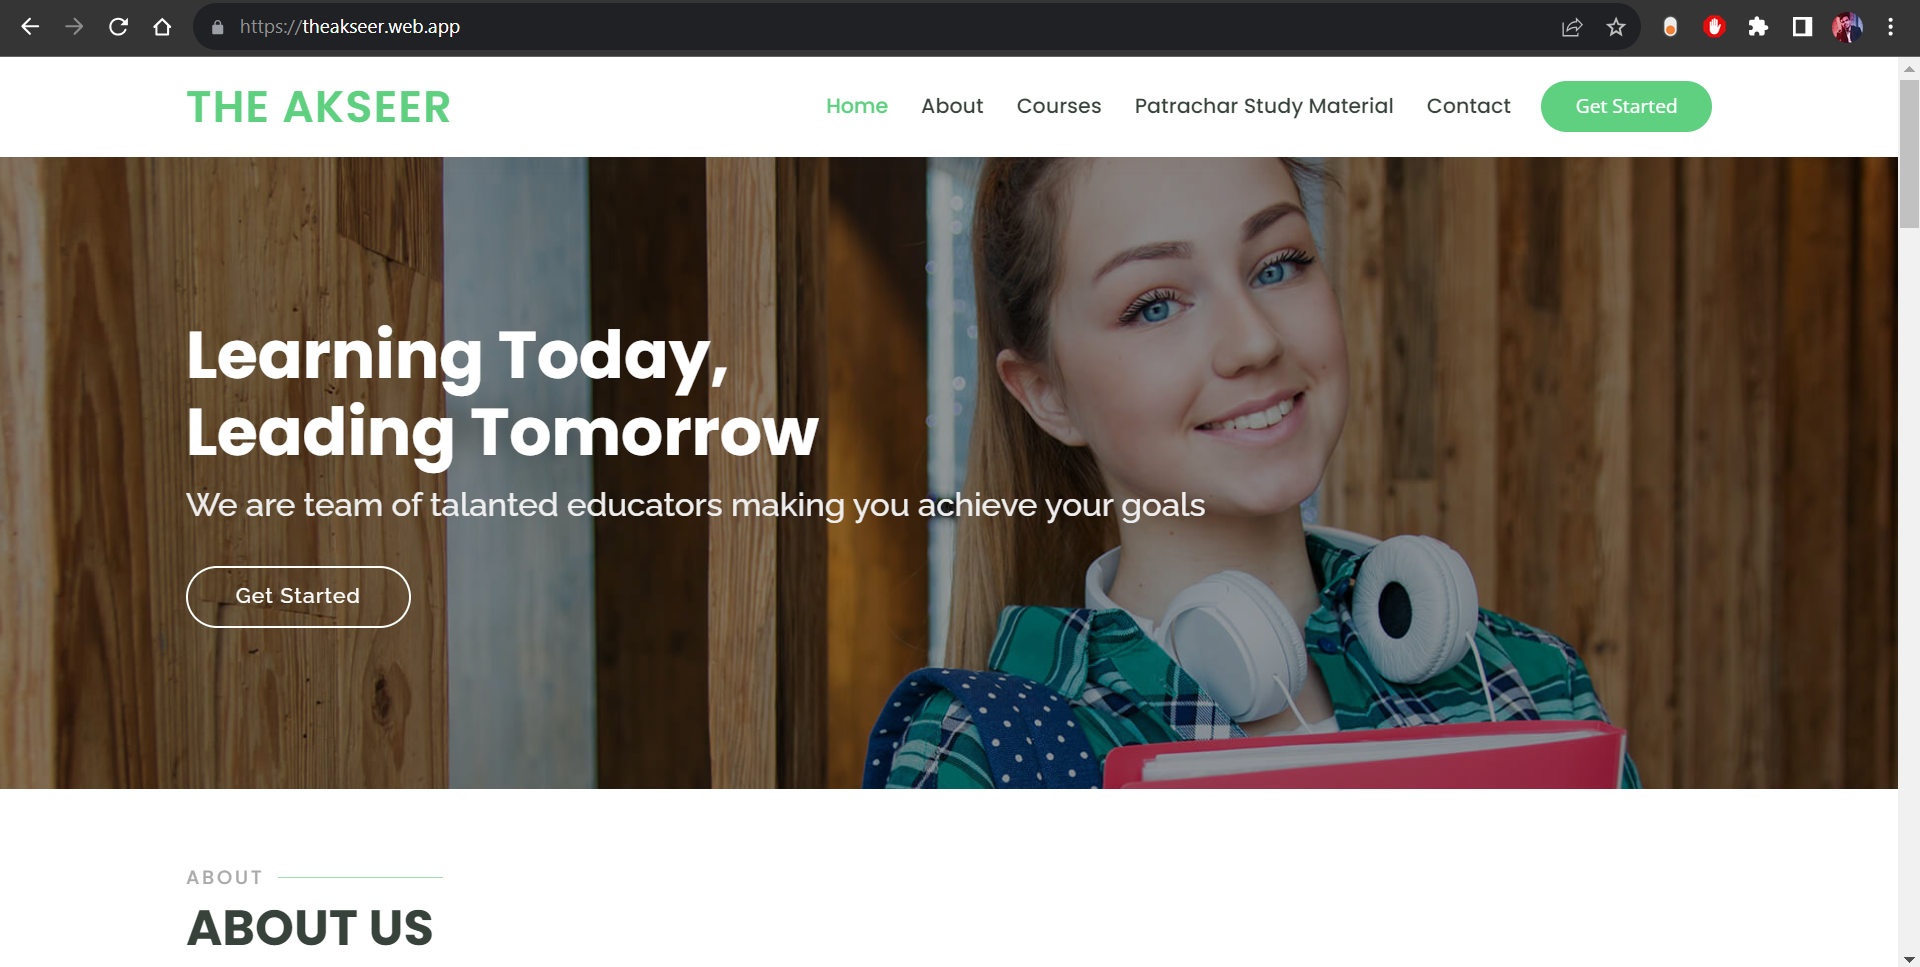 https://theakseer.web.app
THE AKSEER
Home About Courses Patrachar Study Material Contact Get Started
Learning Today,
Leading Tomorrow
We are team of talanted educators making you achieve your goals
Get Started
ABOUT
ABOUT US